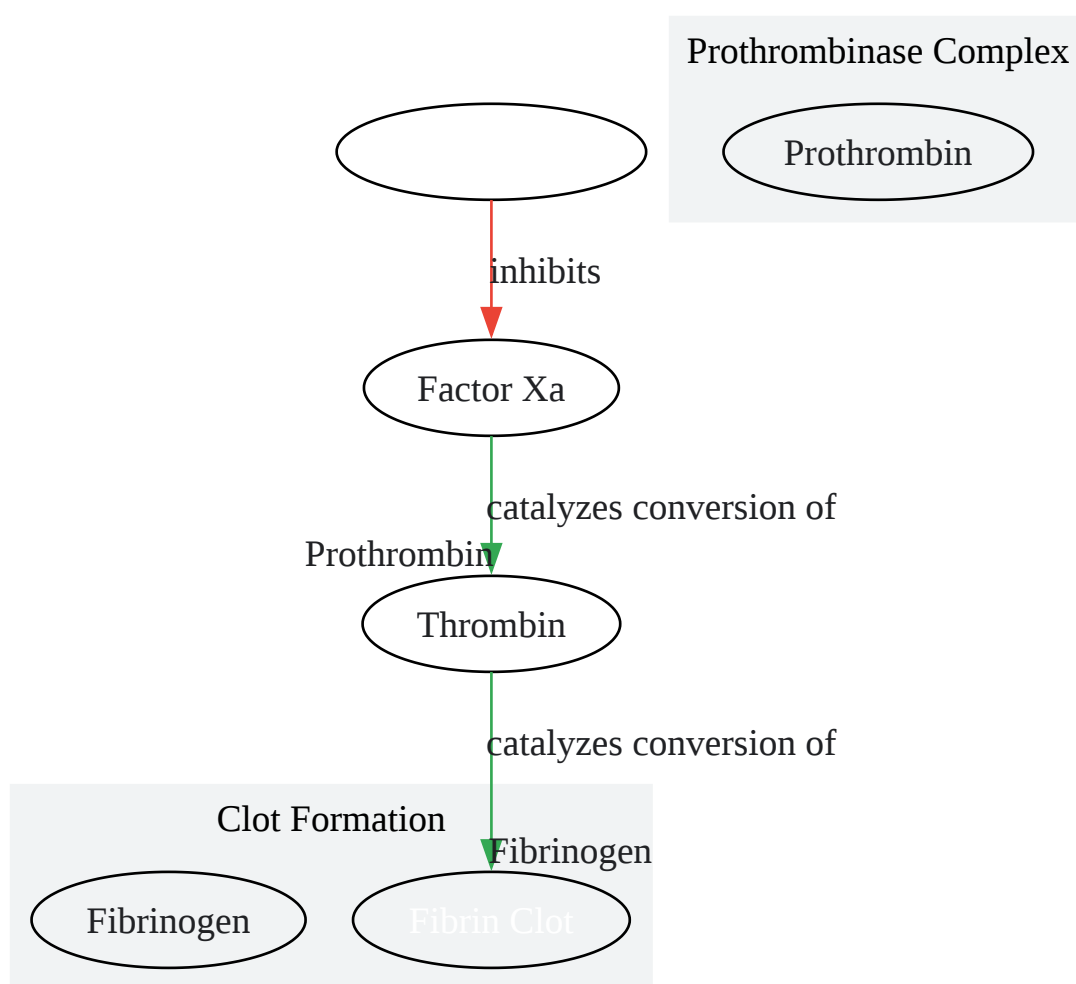 Prothrombinase Complex
Prothrombin
inhibits
Factor Xa
catalyzes conversion of
Prothrombin
Thrombin
catalyzes conversion of
Clot Formation
Fibrinogen
Fibrinogen
Fibrin Clot